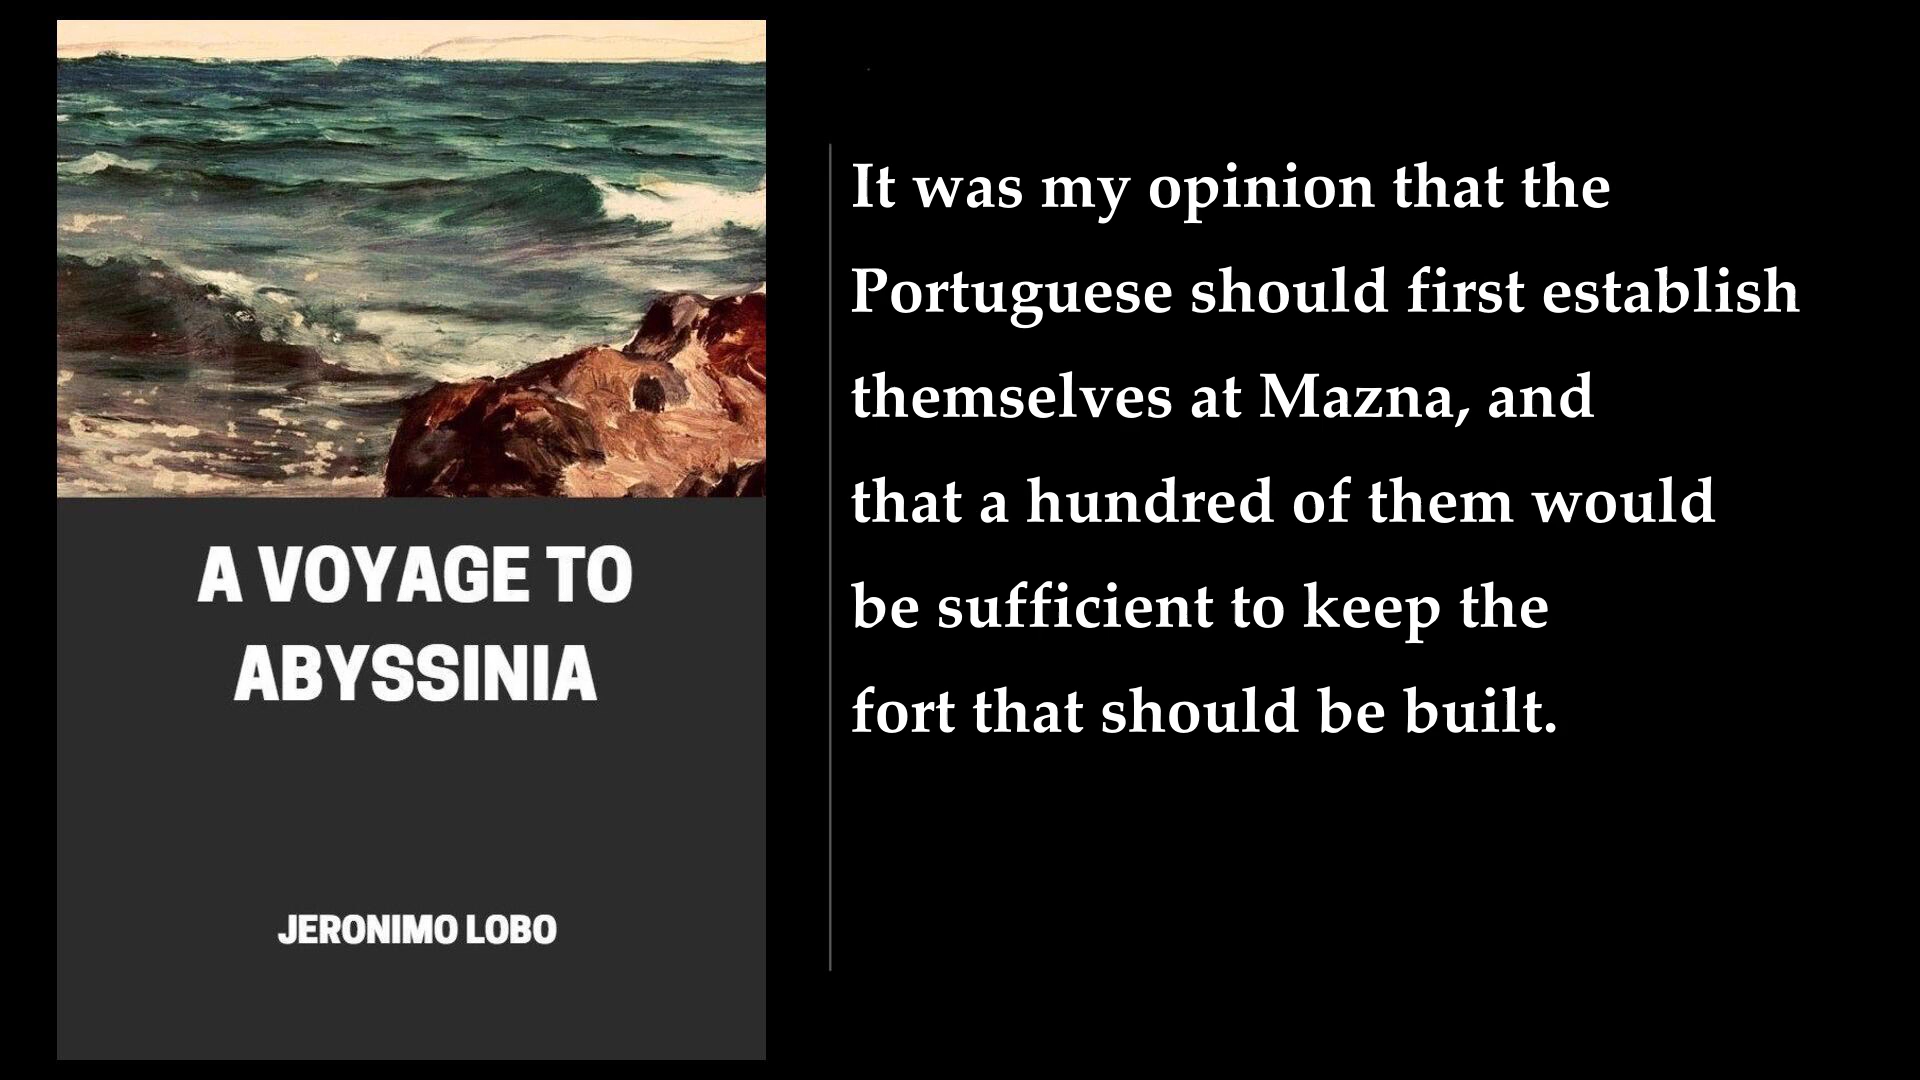 A VOYAGE TO
ABYSSINIA
JERONIMO LOBO
It was my opinion that the
Portuguese should first establish
themselves at Mazna, and
that a hundred of them would
be sufficient to keep the
fort that should be built.